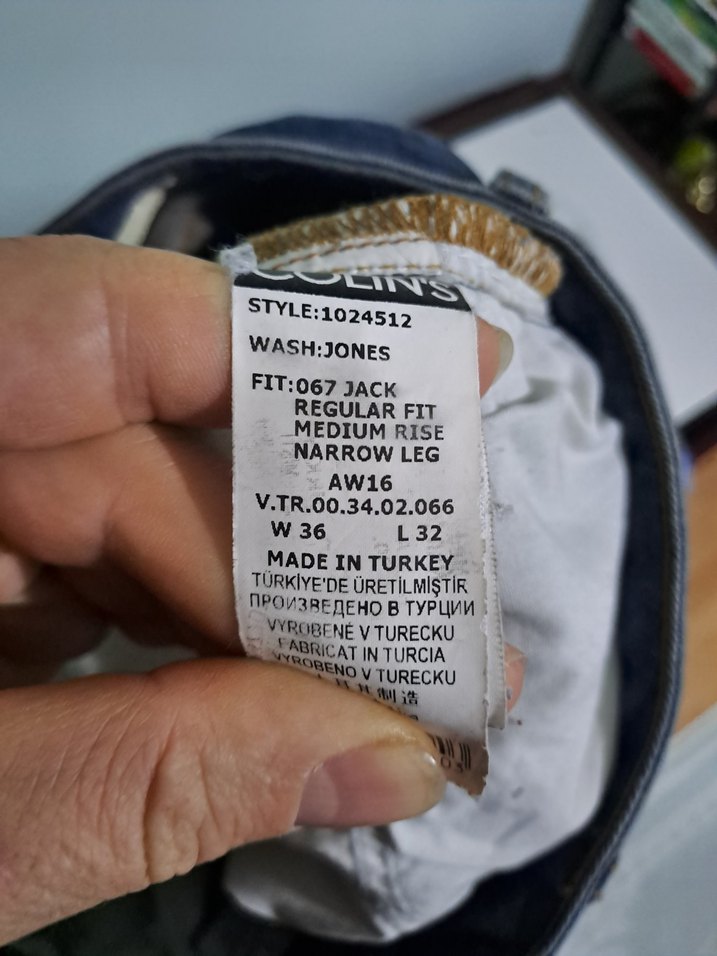 COLIN'S
STYLE:1024512
WASH:JONES
FIT:067 JACK
REGULAR FIT
MEDIUM RISE
NARROW LEG
AW16
V.TR.00.34.02.066
W 36 L 32
MADE IN TURKEY
TÜRKİYE'DE ÜRETİLMİŞTİR
ПРОИЗВЕДЕНО В ТУРЦИИ
VYROBENÉ V TURECKU
FABRICAT IN TURCIA
VYROBENO V TURECKU
制造